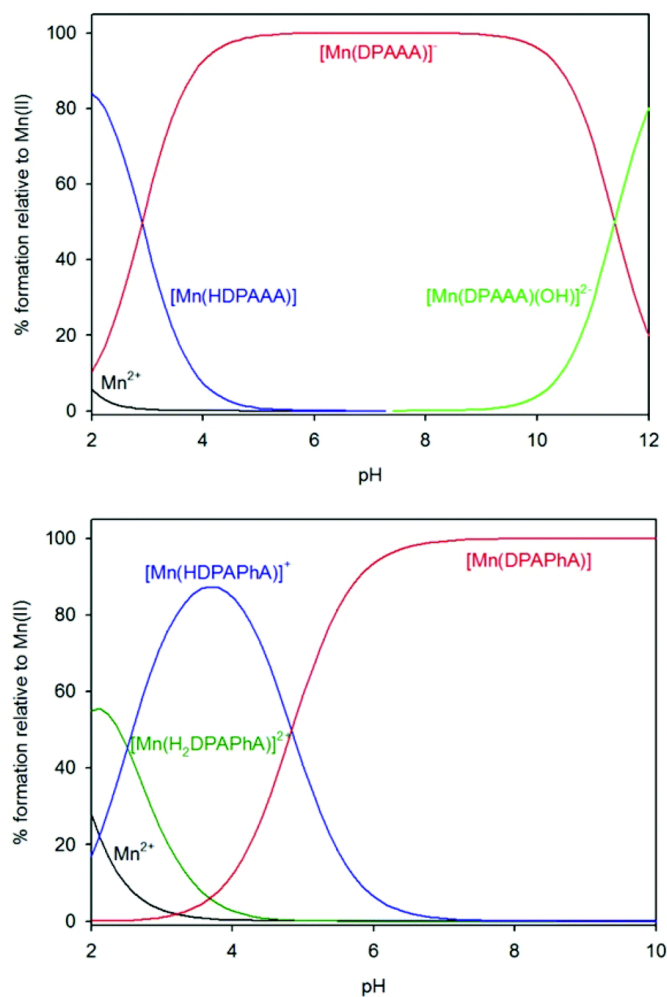 % formation relative to Mn(II)
100
80
60
40
20
0
[Mn(DPAAA)]⁻
[Mn(HDPAAA)]
[Mn(DPAAA)(OH)]²⁻
Mn²⁺
2 4 6 8 10 12
pH
% formation relative to Mn(II)
100
80
60
40
20
0
[Mn(HDPAPhA)]⁺
[Mn(DPAPhA)]
[Mn(H₂DPAPhA)]²⁺
Mn²⁺
2 4 6 8 10
pH